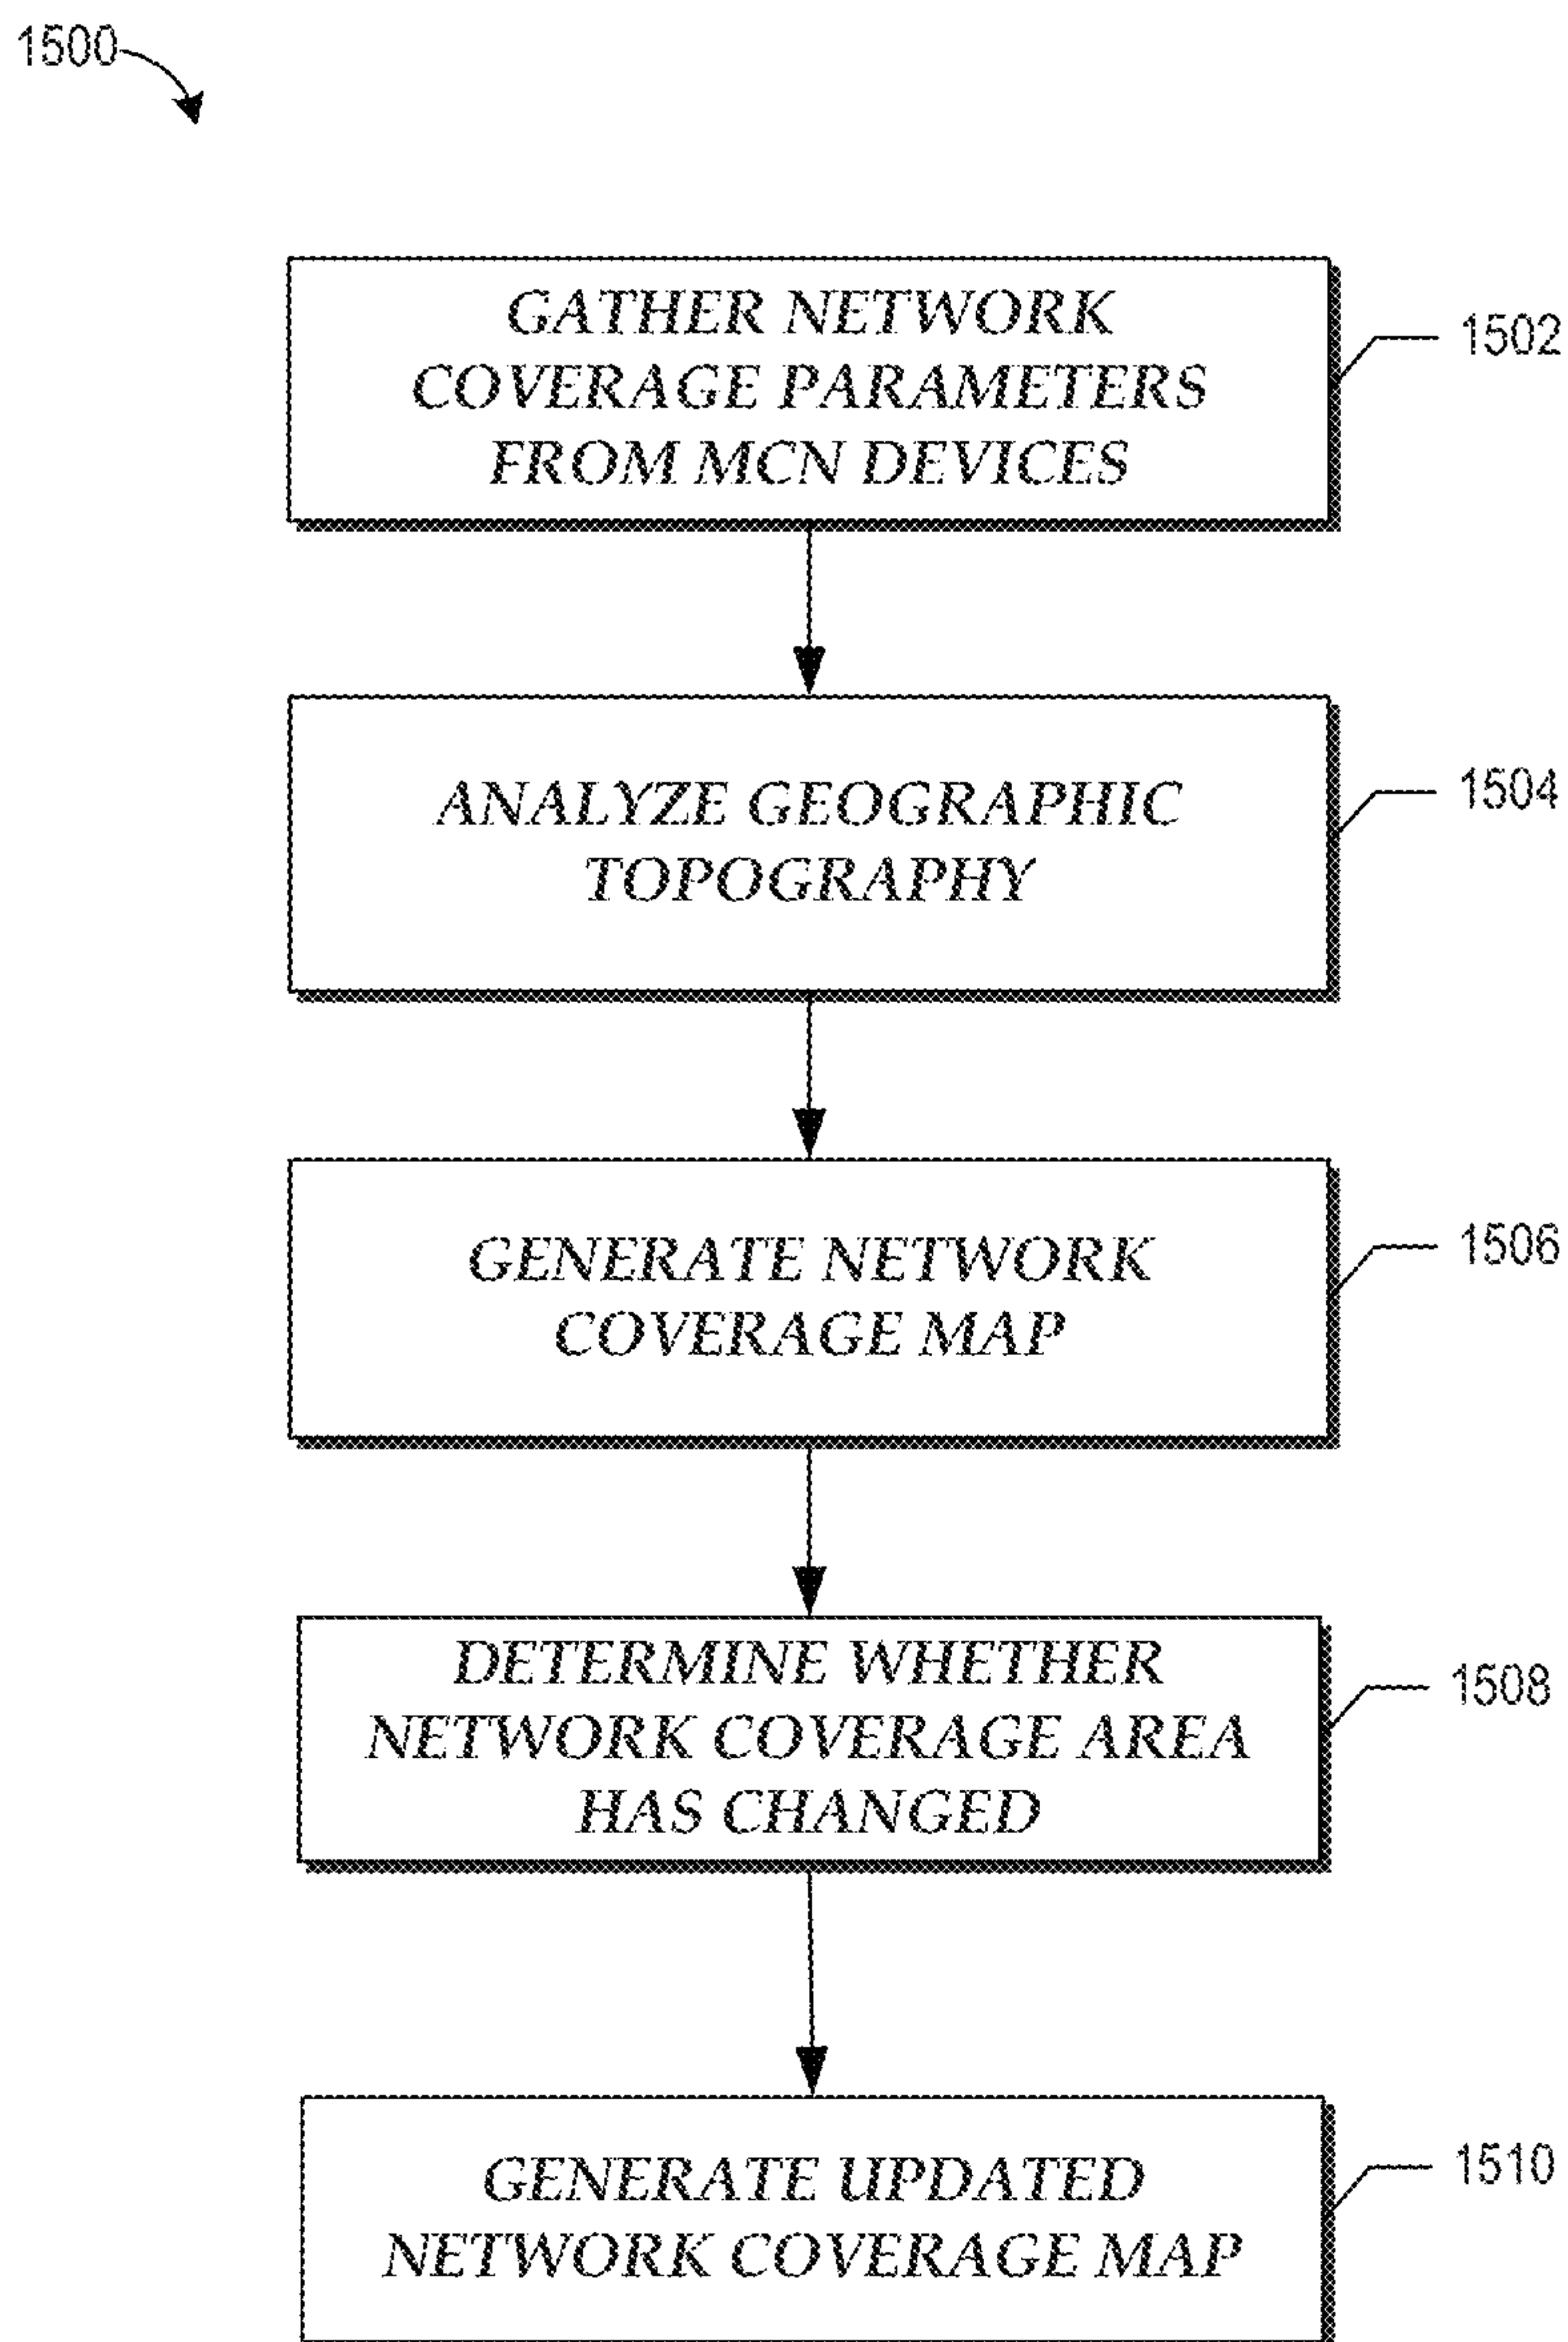 1500
GATHER NETWORK
COVERAGE PARAMETERS
FROM MCN DEVICES
1502
ANALYZE GEOGRAPHIC
TOPOGRAPHY
1504
GENERATE NETWORK
COVERAGE MAP
1506
DETERMINE WHETHER
NETWORK COVERAGE AREA
HAS CHANGED
1508
GENERATE UPDATED
NETWORK COVERAGE MAP
1510